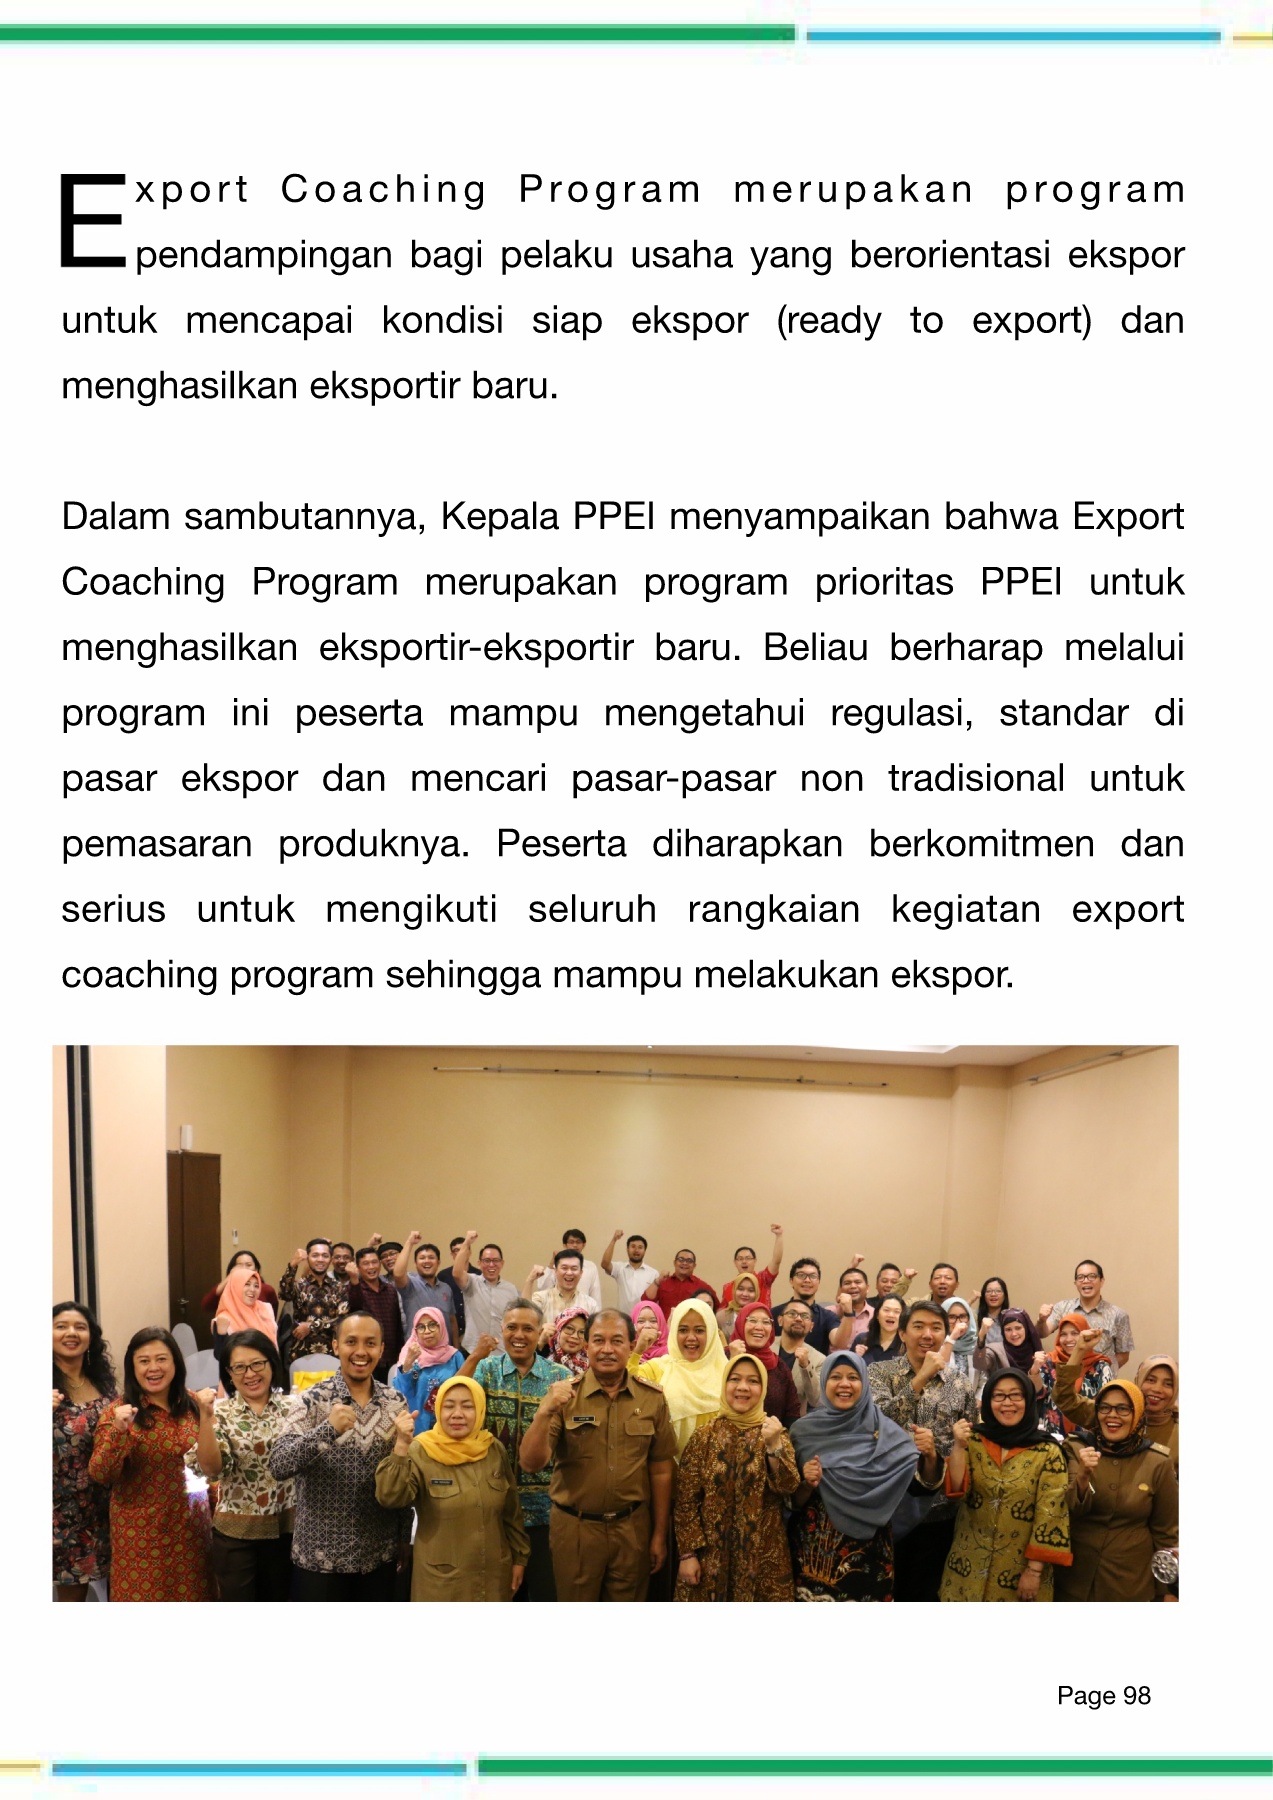 Export Coaching Program merupakan program
pendampingan bagi pelaku usaha yang berorientasi ekspor
untuk mencapai kondisi siap ekspor (ready to export) dan
menghasilkan eksportir baru.
Dalam sambutannya, Kepala PPEI menyampaikan bahwa Export
Coaching Program merupakan program prioritas PPEI untuk
menghasilkan eksportir-eksportir baru. Beliau berharap melalui
program ini peserta mampu mengetahui regulasi, standar di
pasar ekspor dan mencari pasar-pasar non tradisional untuk
pemasaran produknya. Peserta diharapkan berkomitmen dan
serius untuk mengikuti seluruh rangkaian kegiatan export
coaching program sehingga mampu melakukan ekspor.
Page 98